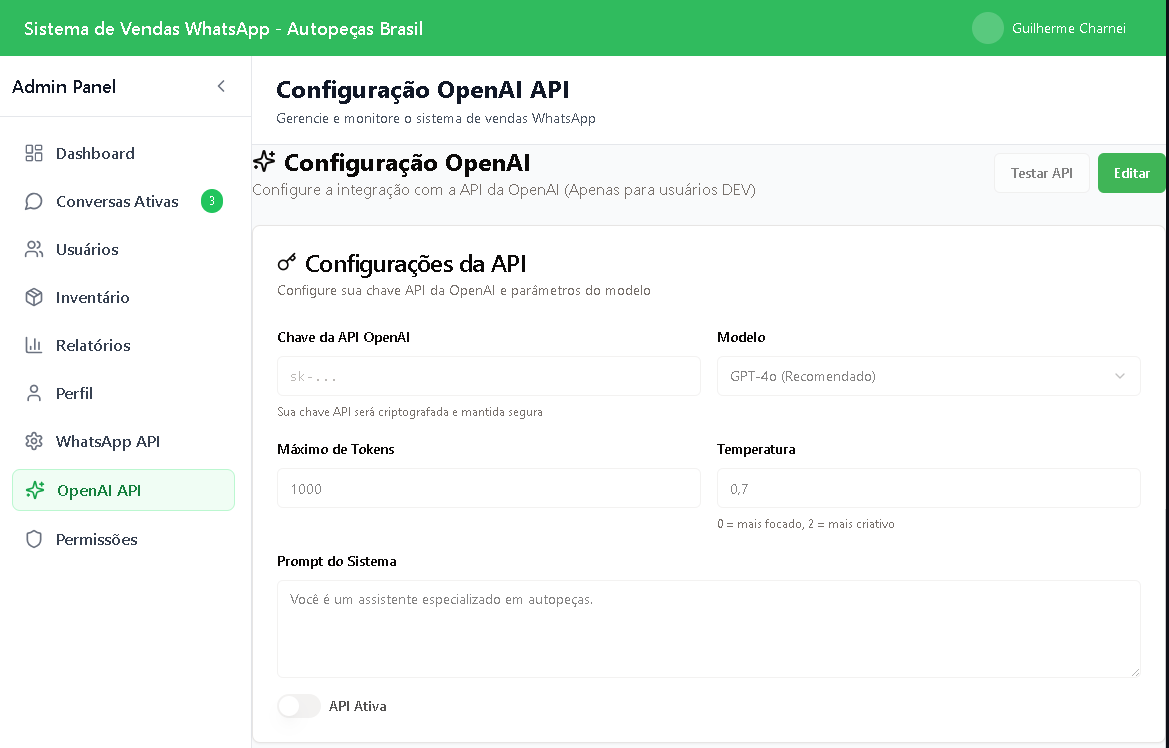 Sistema de Vendas WhatsApp - Autopeças Brasil
Guilherme Charnei
Admin Panel
Dashboard
Conversas Ativas
3
Usuários
Inventário
Relatórios
Perfil
WhatsApp API
OpenAI API
Permissões
Configuração OpenAI API
Gerencie e monitore o sistema de vendas WhatsApp
Configuração OpenAI
Configure a integração com a API da OpenAI (Apenas para usuários DEV)
Testar API
Editar
Configurações da API
Configure sua chave API da OpenAI e parâmetros do modelo
Chave da API OpenAI
sk-...
Sua chave API será criptografada e mantida segura
Modelo
GPT-4o (Recomendado)
Máximo de Tokens
1000
Temperatura
0,7
0 = mais focado, 2 = mais criativo
Prompt do Sistema
Você é um assistente especializado em autopeças.
API Ativa